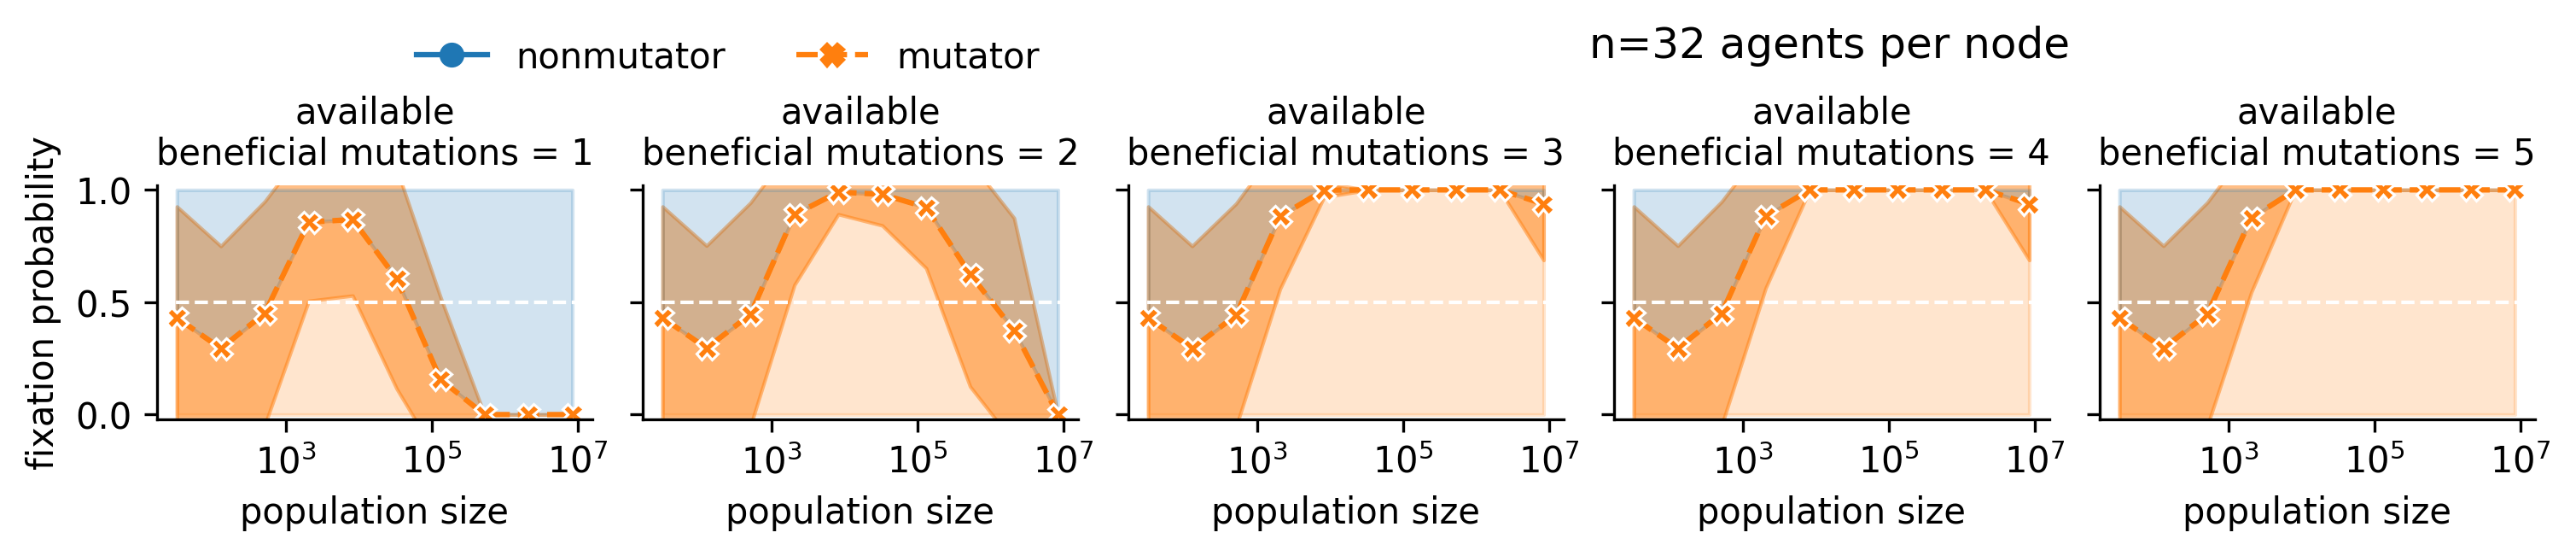 nonmutator
mutator
n=32 agents per node
available
beneficial mutations = 1
available
beneficial mutations = 2
available
beneficial mutations = 3
available
beneficial mutations = 4
available
beneficial mutations = 5
fixation probability
1.0
0.5
0.0
10³ 10⁵ 10⁷
10³ 10⁵ 10⁷
10³ 10⁵ 10⁷
10³ 10⁵ 10⁷
10³ 10⁵ 10⁷
population size
population size
population size
population size
population size